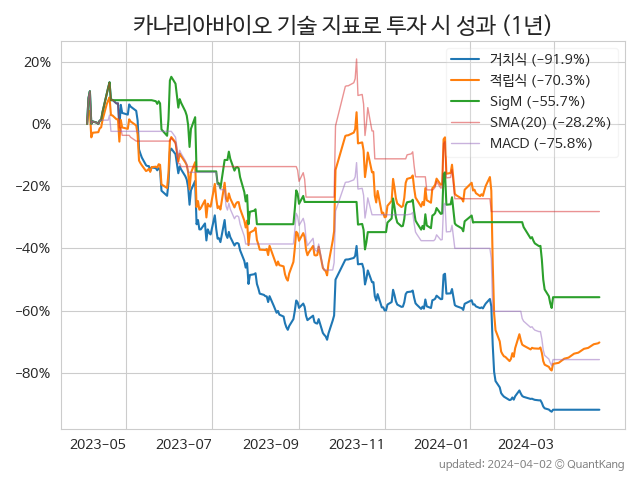 카나리아바이오 기술 지표로 투자 시 성과 (1년)
거치식 (−91.9%)
적립식 (−70.3%)
SigM (−55.7%)
SMA(20) (−28.2%)
MACD (−75.8%)
20%
0%
−20%
−40%
−60%
−80%
2023-05 2023-07 2023-09 2023-11 2024-01 2024-03
updated: 2024-04-02 © QuantKang